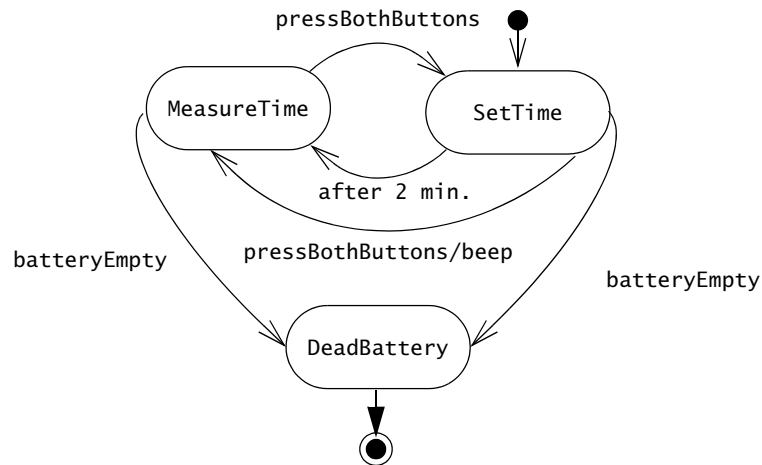 pressBothButtons
MeasureTime
SetTime
after 2 min.
pressBothButtons/beep
batteryEmpty
batteryEmpty
DeadBattery